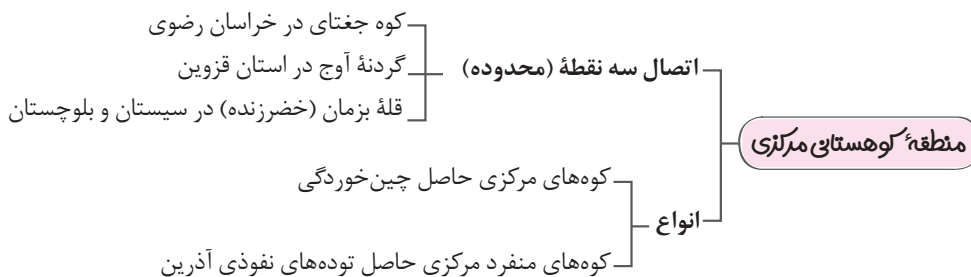 منطقهٔ کوهستانی مرکزی
اتصال سه نقطهٔ (محدوده)
کوه جغتای در خراسان رضوی
گردنهٔ آوج در استان قزوین
قلهٔ بزمان (خضرزنده) در سیستان و بلوچستان
انواع
کوه‌های مرکزی حاصل چین‌خوردگی
کوه‌های منفرد مرکزی حاصل توده‌های نفوذی آذرین